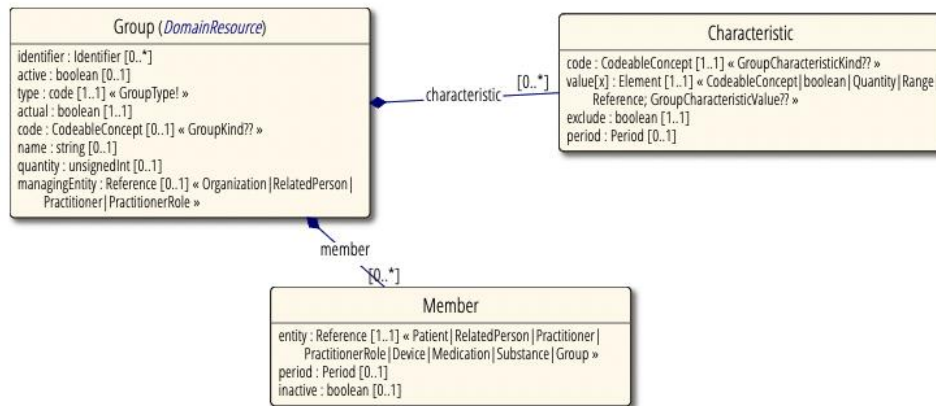 Group (DomainResource)
identifier : Identifier [0..*]
active : boolean [0..1]
type : code [1..1] « GroupType! »
actual : boolean [1..1]
code : CodeableConcept [0..1] « GroupKind?? »
name : string [0..1]
quantity : unsignedInt [0..1]
managingEntity : Reference [0..1] « Organization|RelatedPerson|
Practitioner|PractitionerRole »
characteristic
[0..*]
Characteristic
code : CodeableConcept [1..1] « GroupCharacteristicKind?? »
value[x] : Element [1..1] « CodeableConcept|boolean|Quantity|Range
Reference; GroupCharacteristicValue?? »
exclude : boolean [1..1]
period : Period [0..1]
member
[0..*]
Member
entity : Reference [1..1] « Patient|RelatedPerson|Practitioner|
PractitionerRole|Device|Medication|Substance|Group »
period : Period [0..1]
inactive : boolean [0..1]